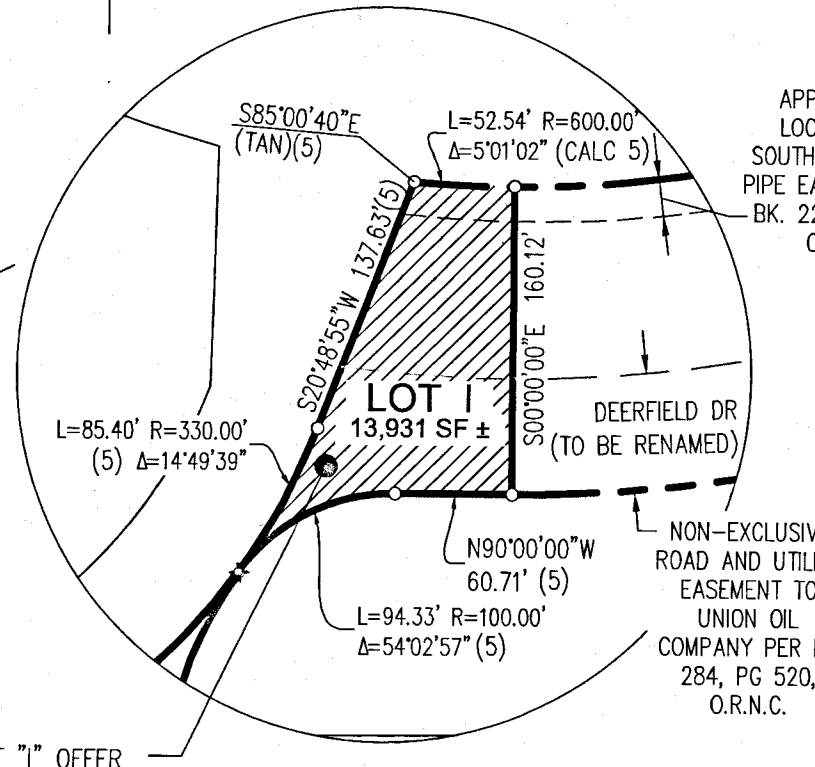 S85°00'40"E
(TAN)(5)
L=52.54' R=600.00'
Δ=5°01'02" (CALC 5)
APP
LOC
SOUTH
PIPE EA
BK. 22
S20°48'55"W 137.63'(5)
S00°00'00"E 160.12'
LOT 1
13,931 SF ±
DEERFIELD DR
(TO BE RENAMED)
L=85.40' R=330.00'
(5) Δ=14°49'39"
N90°00'00"W
60.71' (5)
L=94.33' R=100.00'
Δ=54°02'57" (5)
NON-EXCLUSIV
ROAD AND UTILI
EASEMENT TO
UNION OIL
COMPANY PER
284, PG 520,
O.R.N.C.
"I" OFFER